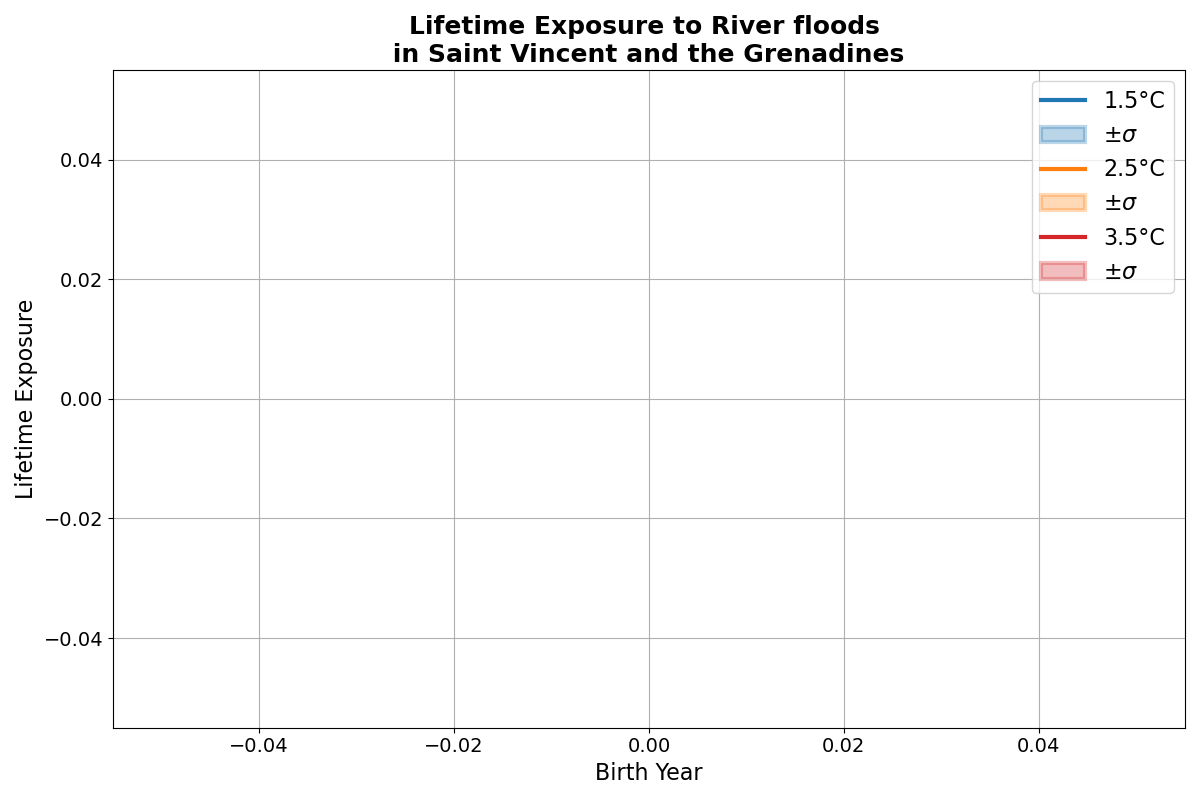 Lifetime Exposure to River floods
in Saint Vincent and the Grenadines
1.5°C
±σ
2.5°C
±σ
3.5°C
±σ
Lifetime Exposure
0.04
0.02
0.00
−0.02
−0.04
−0.04
−0.02
0.00
0.02
0.04
Birth Year